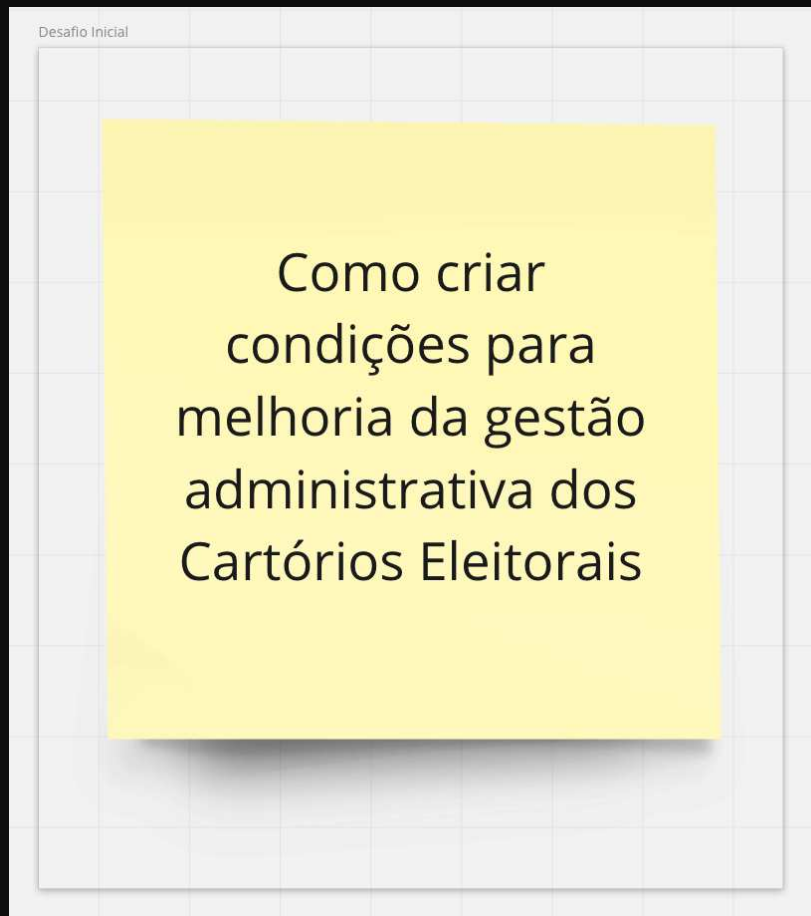 Desafio Inicial
Como criar
condições para
melhoria da gestão
administrativa dos
Cartórios Eleitorais